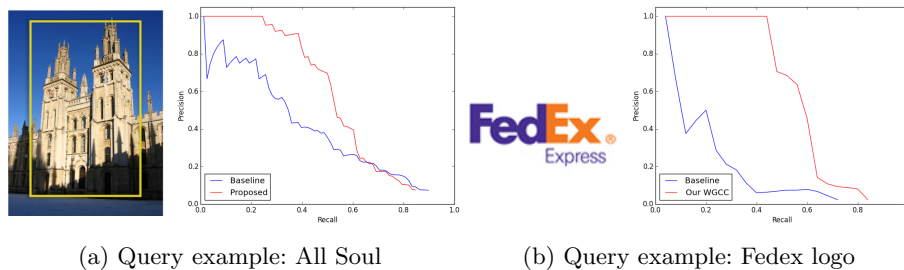 1.0
0.8
0.6
0.4
0.2
0.0
Precision
0.0 0.2 0.4 0.6 0.8 1.0
Recall
Baseline
Proposed
(a) Query example: All Soul
FedEx ®
Express
1.0
0.8
0.6
0.4
0.2
0.0
Precision
0.0 0.2 0.4 0.6 0.8
Recall
Baseline
Our WGCC
(b) Query example: Fedex logo